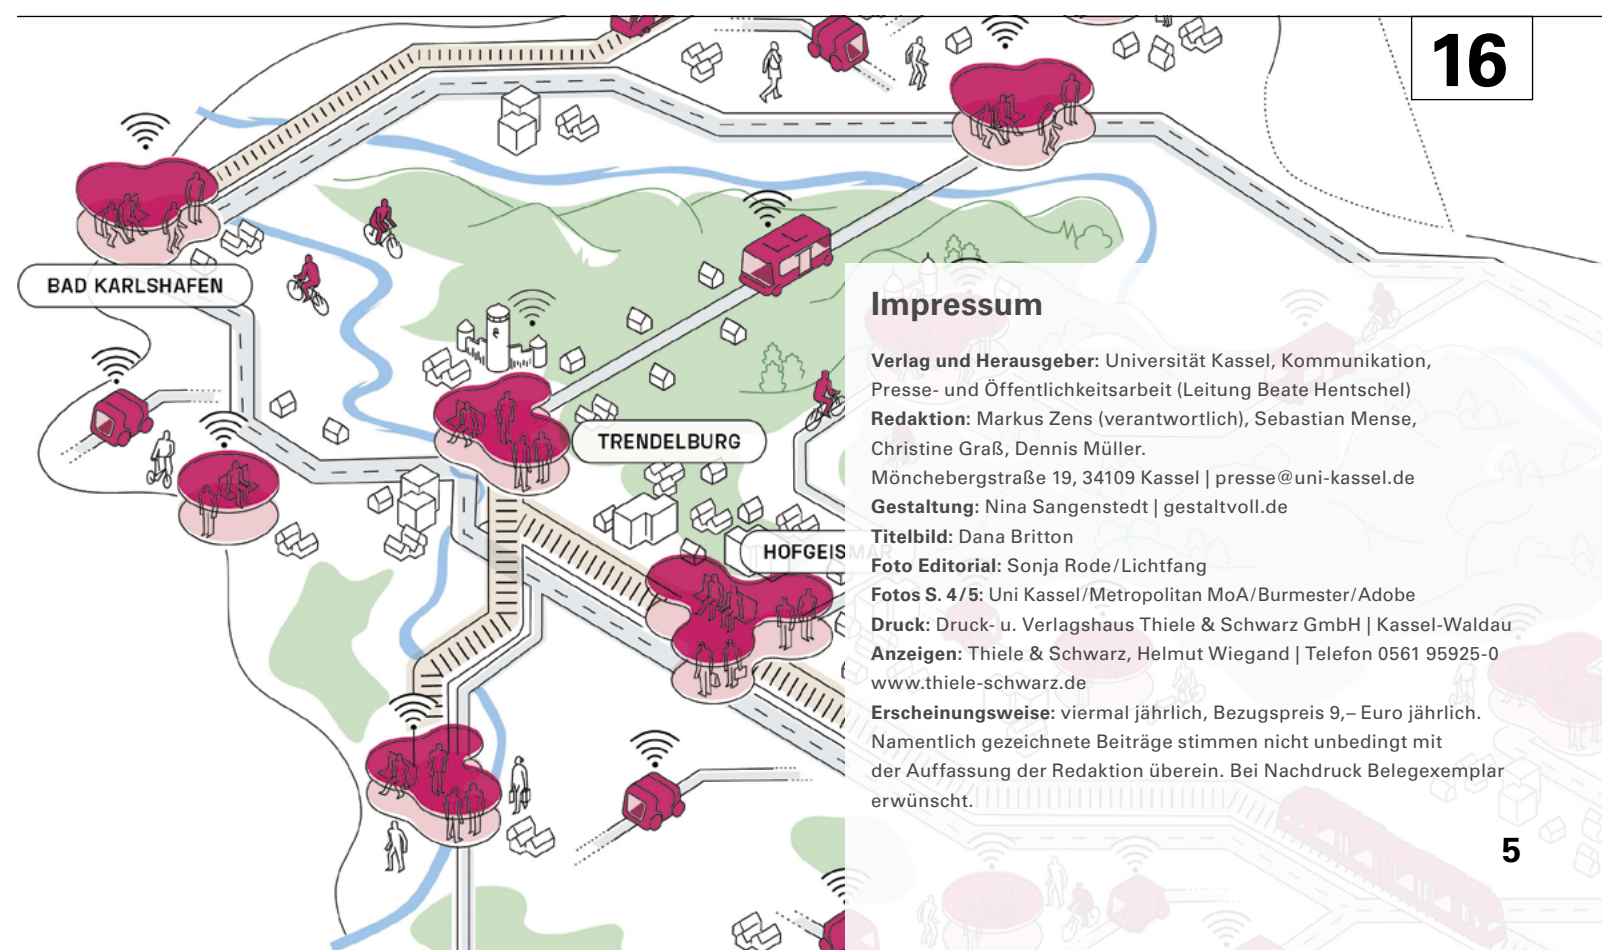 16
BAD KARLSHAFEN
TRENDELBURG
HOFGEISMAR
Impressum
Verlag und Herausgeber: Universität Kassel, Kommunikation,
Presse- und Öffentlichkeitsarbeit (Leitung Beate Hentschel)
Redaktion: Markus Zens (verantwortlich), Sebastian Mense,
Christine Graß, Dennis Müller.
Mönchebergstraße 19, 34109 Kassel | presse@uni-kassel.de
Gestaltung: Nina Sangenstedt | gestaltvoll.de
Titelbild: Dana Britton
Foto Editorial: Sonja Rode/Lichtfang
Fotos S. 4/5: Uni Kassel/Metropolitan MoA/Burmester/Adobe
Druck: Druck- u. Verlagshaus Thiele & Schwarz GmbH | Kassel-Waldau
Anzeigen: Thiele & Schwarz, Helmut Wiegand | Telefon 0561 95925-0
www.thiele-schwarz.de
Erscheinungsweise: viermal jährlich, Bezugspreis 9,– Euro jährlich.
Namentlich gezeichnete Beiträge stimmen nicht unbedingt mit
der Auffassung der Redaktion überein. Bei Nachdruck Belegexemplar
erwünscht.
5